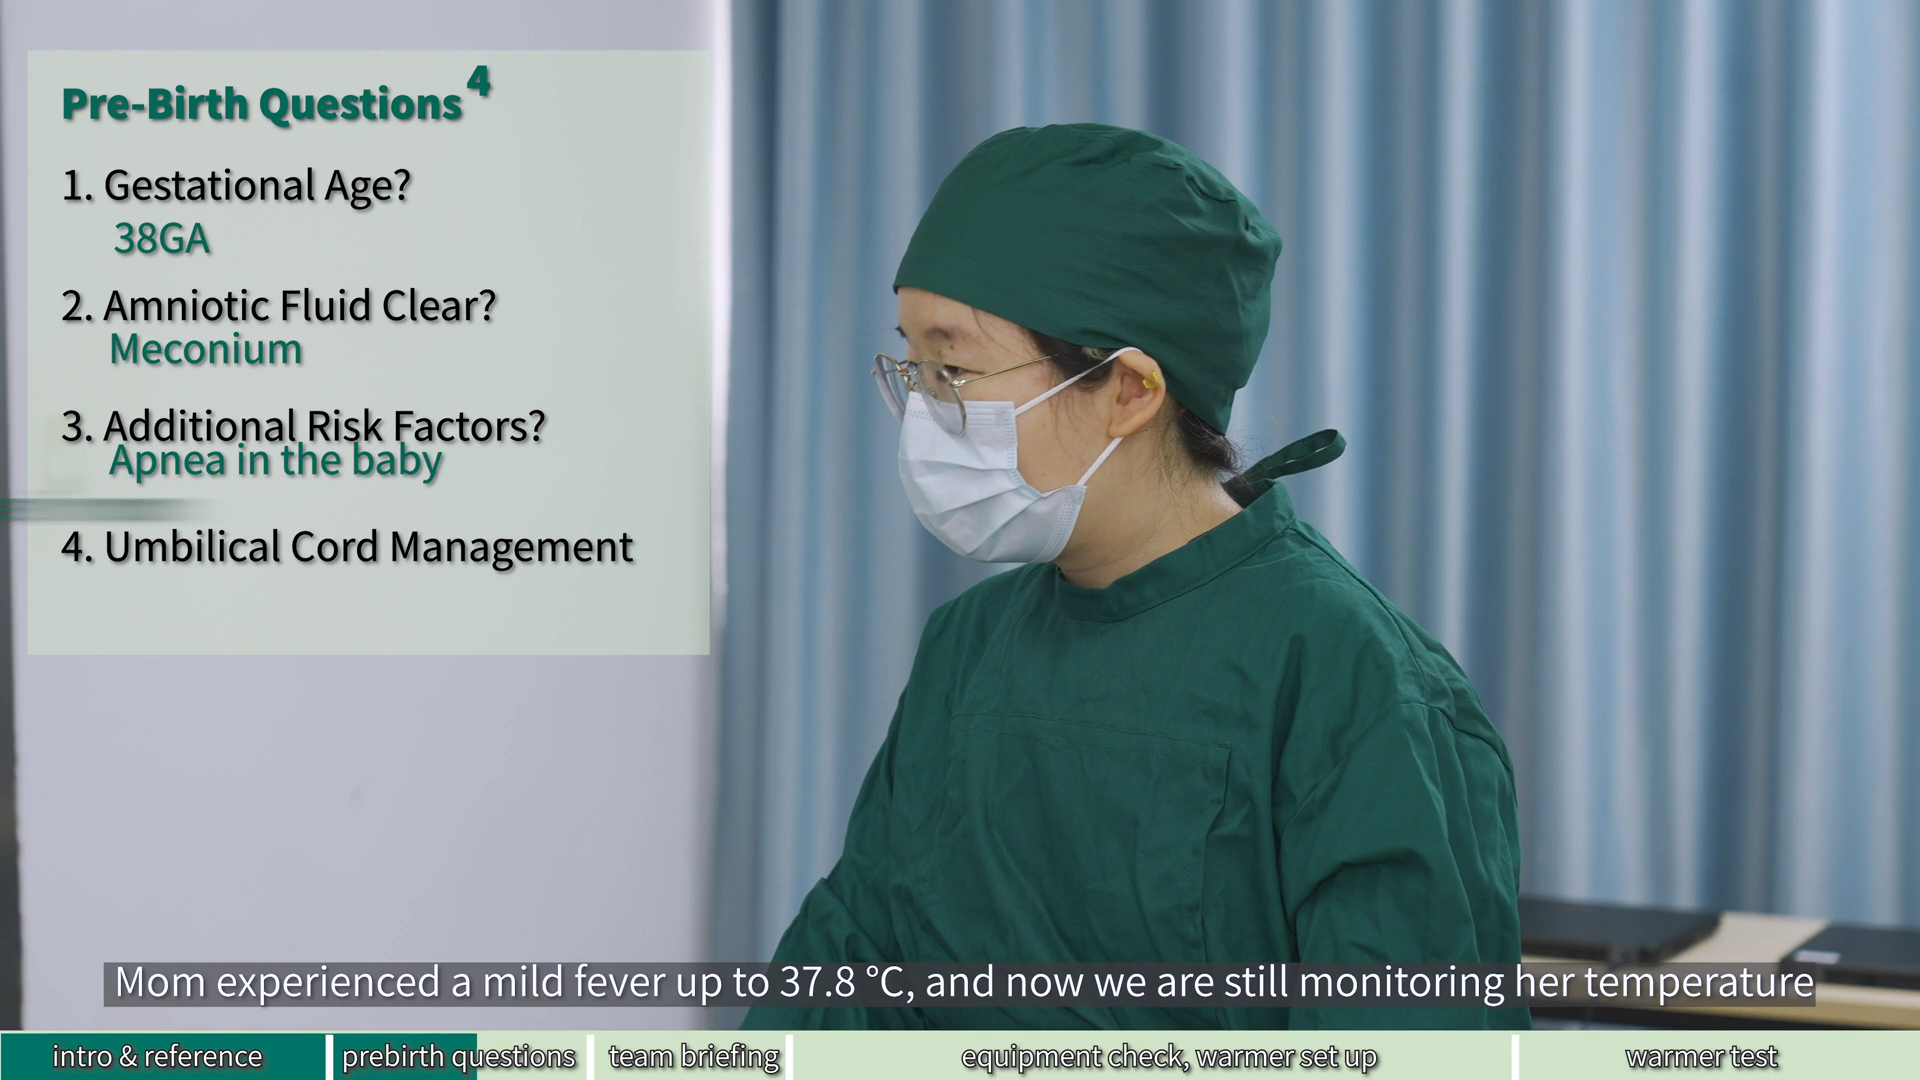 Pre-Birth Questions4
1. Gestational Age?
38GA
2. Amniotic Fluid Clear?
Meconium
3. Additional Risk Factors?
Apnea in the baby
4. Umbilical Cord Management
Mom experienced a mild fever up to 37.8 °C, and now we are still monitoring her temperature
intro & reference
prebirth questions
team briefing
equipment check, warmer set up
warmer test